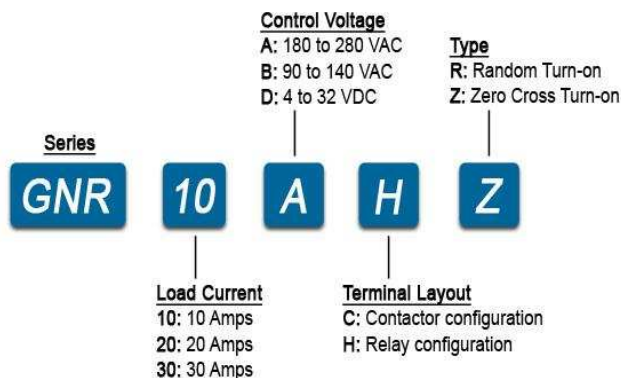 Control Voltage
A: 180 to 280 VAC
B: 90 to 140 VAC
D: 4 to 32 VDC
Type
R: Random Turn-on
Z: Zero Cross Turn-on
Series
GNR 10 A H Z
Load Current
10: 10 Amps
20: 20 Amps
30: 30 Amps
Terminal Layout
C: Contactor configuration
H: Relay configuration